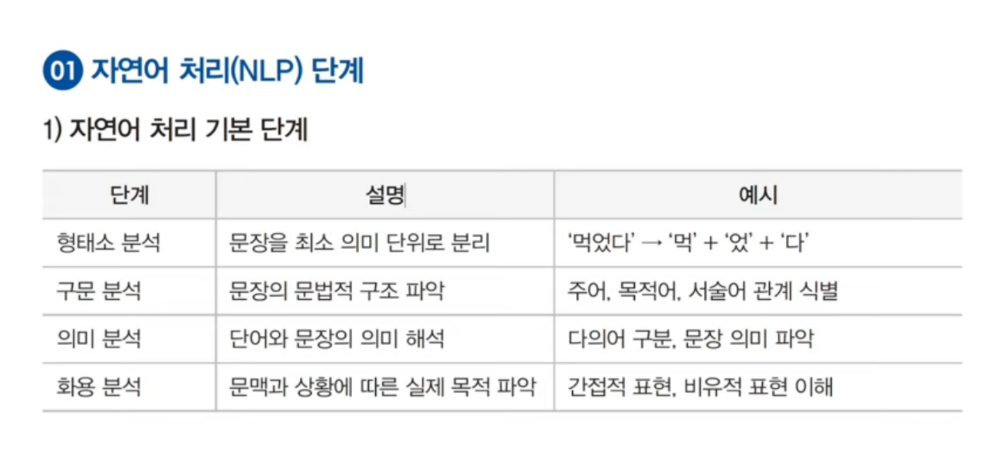 01 자연어 처리(NLP) 단계
1) 자연어 처리 기본 단계
단계 설명 예시
형태소 분석 문장을 최소 의미 단위로 분리 ‘먹었다’ → ‘먹’ + ‘었’ + ‘다’
구문 분석 문장의 문법적 구조 파악 주어, 목적어, 서술어 관계 식별
의미 분석 단어와 문장의 의미 해석 다의어 구분, 문장 의미 파악
화용 분석 문맥과 상황에 따른 실제 목적 파악 간접적 표현, 비유적 표현 이해